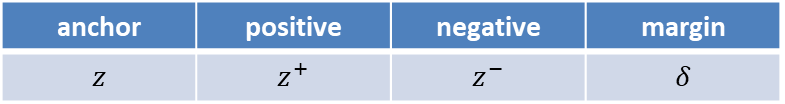 anchor positive negative margin
z z⁺ z⁻ δ